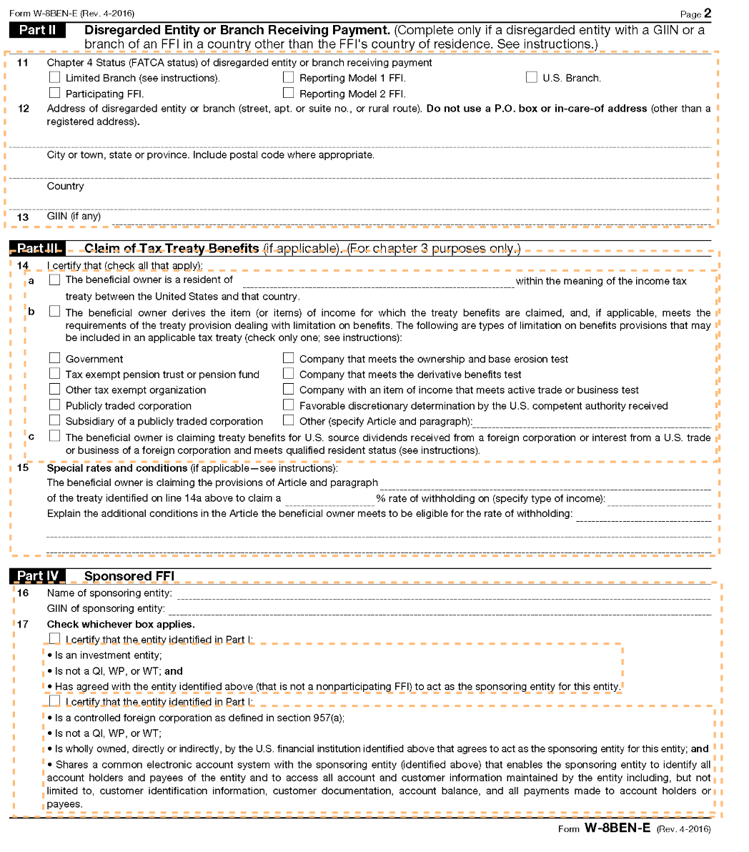 Form W-8BEN-E (Rev. 4-2016) Page 2
Part II Disregarded Entity or Branch Receiving Payment. (Complete only if a disregarded entity with a GIIN or a
branch of an FFI in a country other than the FFI's country of residence. See instructions.)
11 Chapter 4 Status (FATCA status) of disregarded entity or branch receiving payment
Limited Branch (see instructions). Reporting Model 1 FFI. U.S. Branch.
Participating FFI. Reporting Model 2 FFI.
12 Address of disregarded entity or branch (street, apt. or suite no., or rural route). Do not use a P.O. box or in-care-of address (other than a
registered address).
City or town, state or province. Include postal code where appropriate.
Country
13 GIIN (if any)
Part III Claim of Tax Treaty Benefits (if applicable). (For chapter 3 purposes only.)
14 I certify that (check all that apply):
a The beneficial owner is a resident of within the meaning of the income tax
treaty between the United States and that country.
b The beneficial owner derives the item (or items) of income for which the treaty benefits are claimed, and, if applicable, meets the
requirements of the treaty provision dealing with limitation on benefits. The following are types of limitation on benefits provisions that may
be included in an applicable tax treaty (check only one; see instructions):
Government Company that meets the ownership and base erosion test
Tax exempt pension trust or pension fund Company that meets the derivative benefits test
Other tax exempt organization Company with an item of income that meets active trade or business test
Publicly traded corporation Favorable discretionary determination by the U.S. competent authority received
Subsidiary of a publicly traded corporation Other (specify Article and paragraph):
c The beneficial owner is claiming treaty benefits for U.S. source dividends received from a foreign corporation or interest from a U.S. trade
or business of a foreign corporation and meets qualified resident status (see instructions).
15 Special rates and conditions (if applicable—see instructions):
The beneficial owner is claiming the provisions of Article and paragraph
of the treaty identified on line 14a above to claim a % rate of withholding on (specify type of income):
Explain the additional conditions in the Article the beneficial owner meets to be eligible for the rate of withholding:
Part IV Sponsored FFI
16 Name of sponsoring entity:
GIIN of sponsoring entity:
17 Check whichever box applies.
I certify that the entity identified in Part I:
• Is an investment entity;
• Is not a QI, WP, or WT; and
• Has agreed with the entity identified above (that is not a nonparticipating FFI) to act as the sponsoring entity for this entity.
I certify that the entity identified in Part I:
• Is a controlled foreign corporation as defined in section 957(a);
• Is not a QI, WP, or WT;
• Is wholly owned, directly or indirectly, by the U.S. financial institution identified above that agrees to act as the sponsoring entity for this entity; and
• Shares a common electronic account system with the sponsoring entity (identified above) that enables the sponsoring entity to identify all
account holders and payees of the entity and to access all account and customer information maintained by the entity including, but not
limited to, customer identification information, customer documentation, account balance, and all payments made to account holders or
payees.
Form W-8BEN-E (Rev. 4-2016)